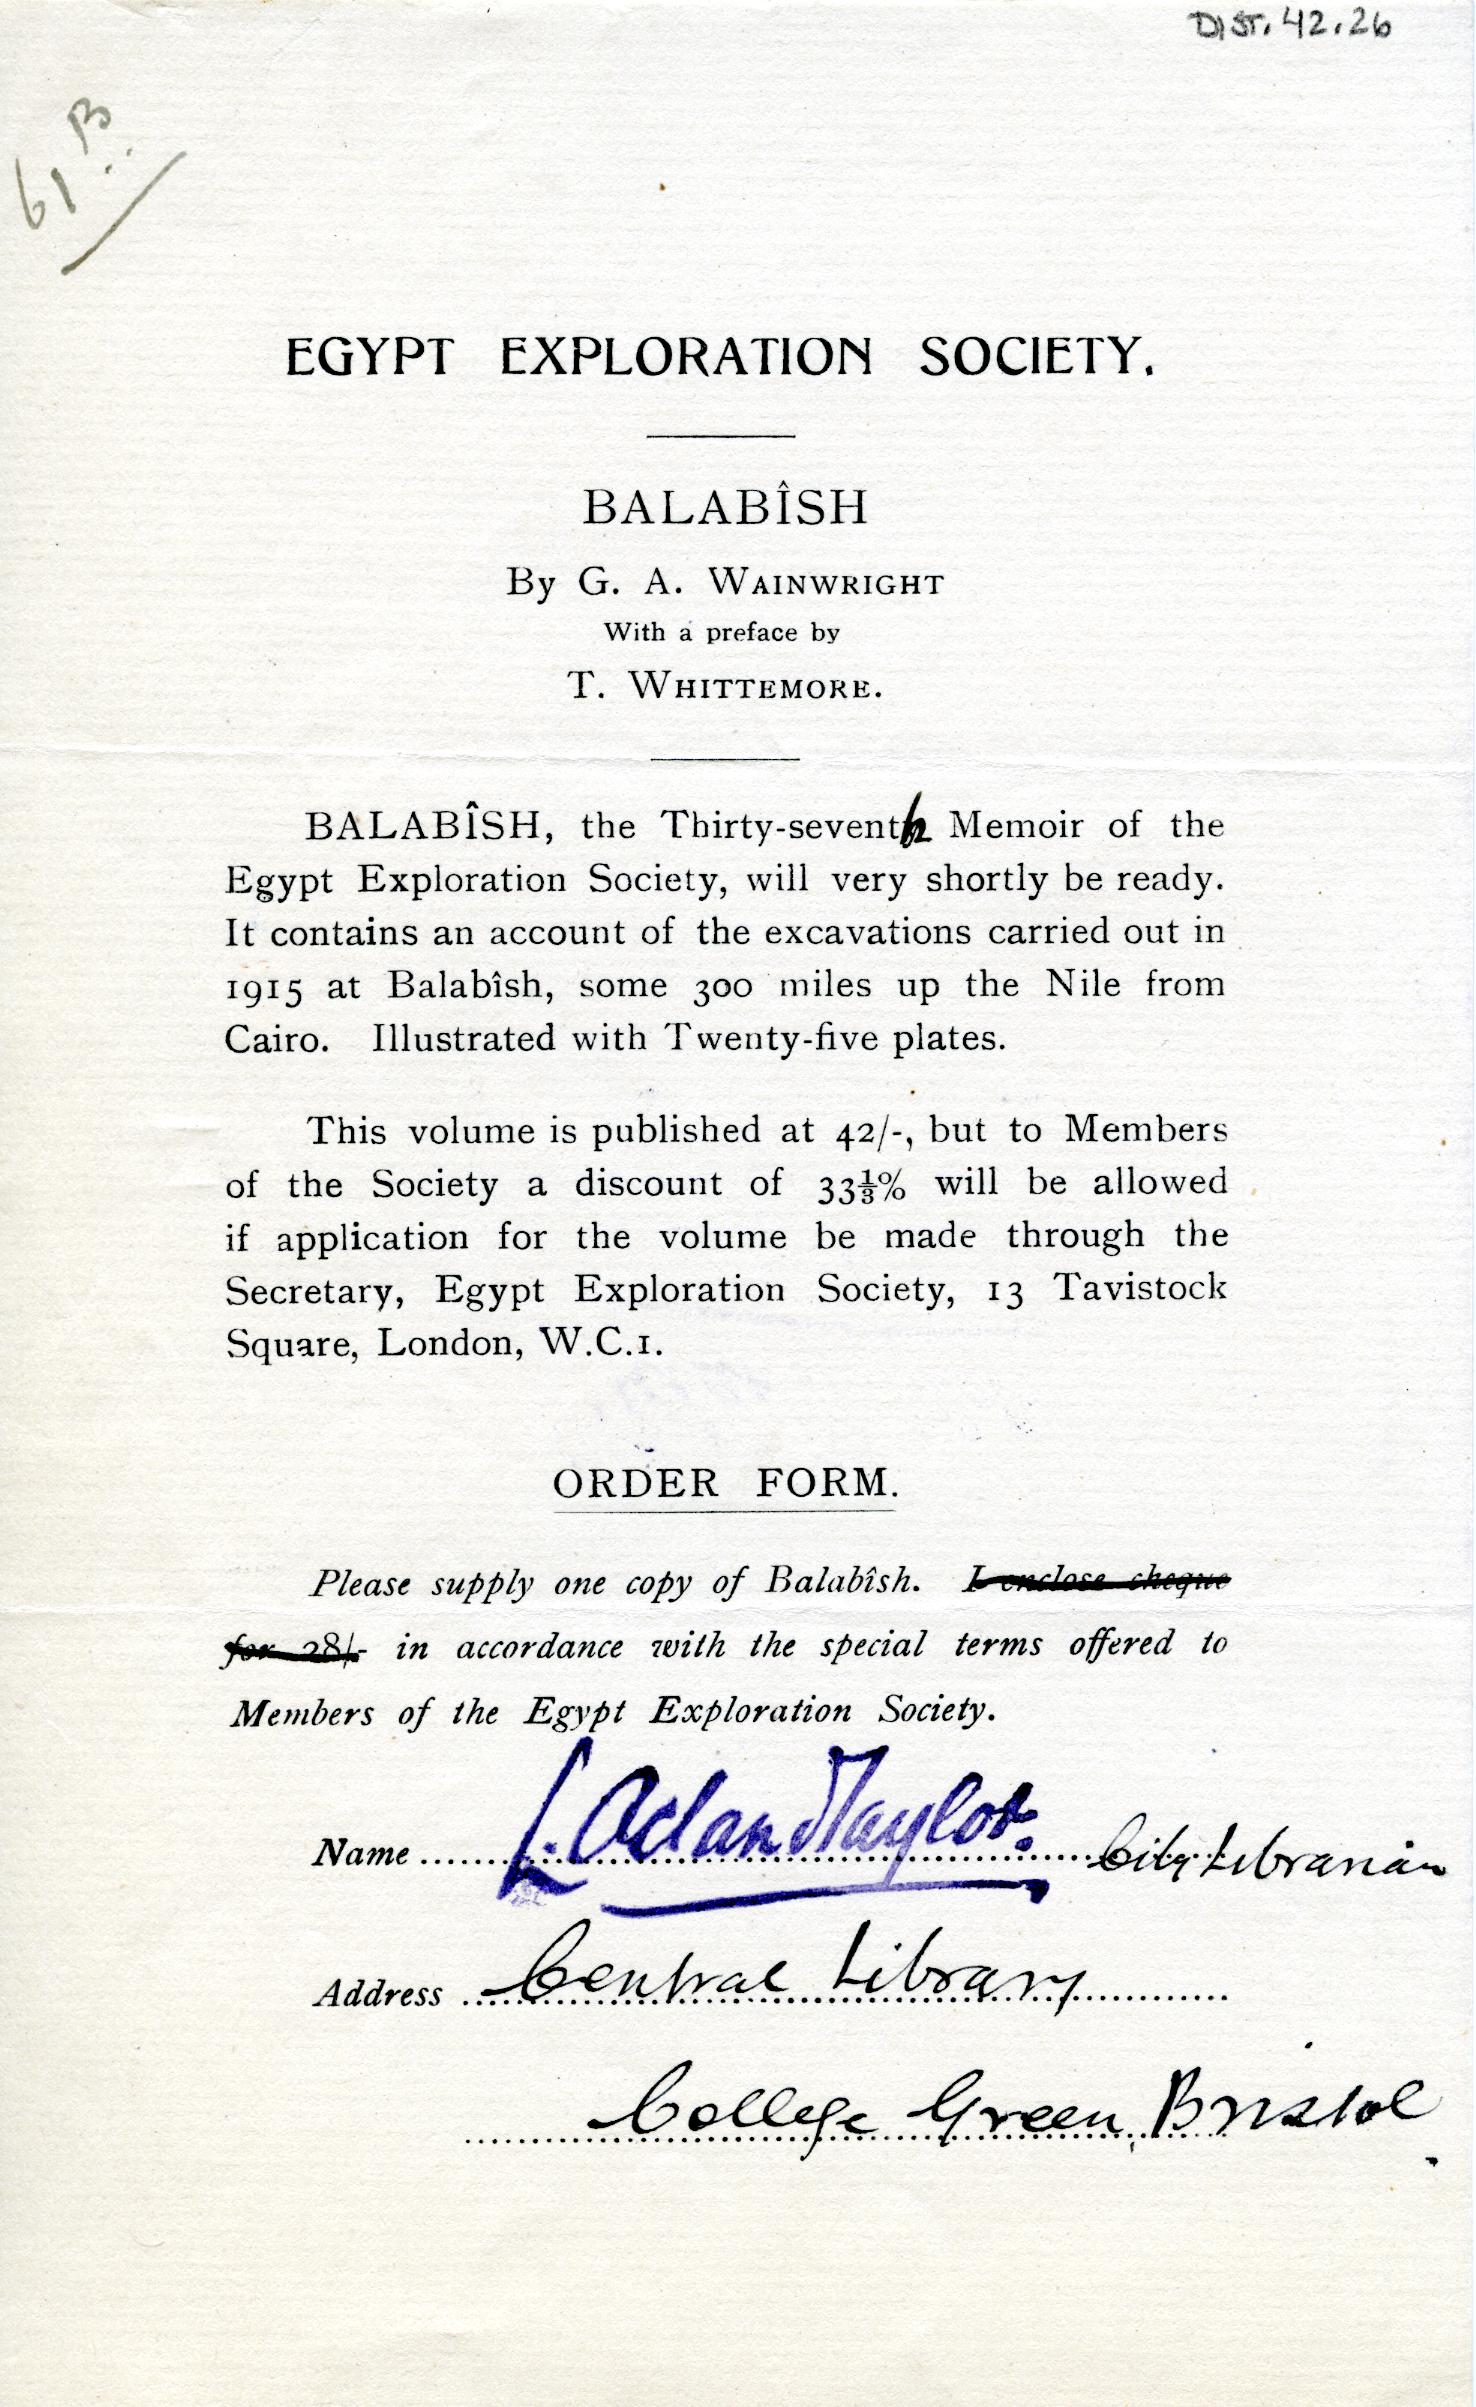 DIST. 42.26
61 B
EGYPT EXPLORATION SOCIETY.
BALABÎSH
By G. A. WAINWRIGHT
With a preface by
T. WHITTEMORE.
BALABÎSH, the Thirty-seventh Memoir of the
Egypt Exploration Society, will very shortly be ready.
It contains an account of the excavations carried out in
1915 at Balabîsh, some 300 miles up the Nile from
Cairo. Illustrated with Twenty-five plates.
This volume is published at 42/-, but to Members
of the Society a discount of 33⅓% will be allowed
if application for the volume be made through the
Secretary, Egypt Exploration Society, 13 Tavistock
Square, London, W.C.1.
ORDER FORM.
Please supply one copy of Balabîsh. I enclose cheque
for 28/- in accordance with the special terms offered to
Members of the Egypt Exploration Society.
Name L. Acland Taylor. City Librarian
Address Central Library
College Green, Bristol